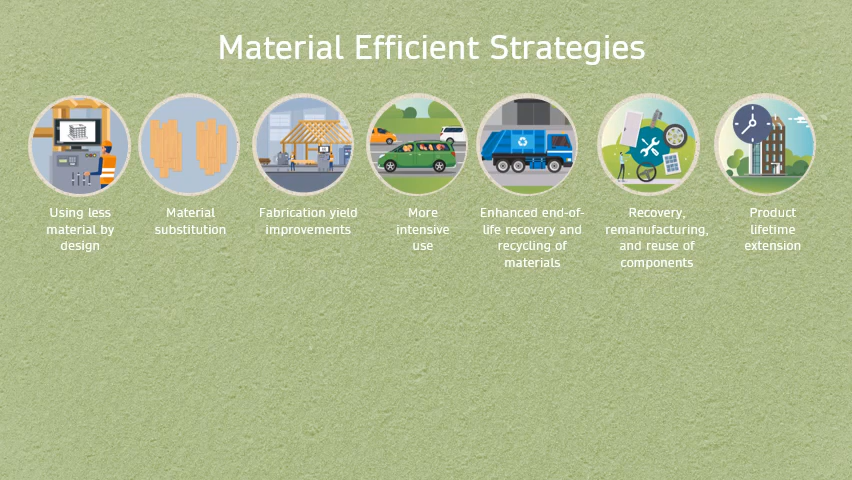 Material Efficient Strategies
Using less
material by
design
Material
substitution
Fabrication yield
improvements
More
intensive
use
Enhanced end-of-
life recovery and
recycling of
materials
Recovery,
remanufacturing,
and reuse of
components
Product
lifetime
extension